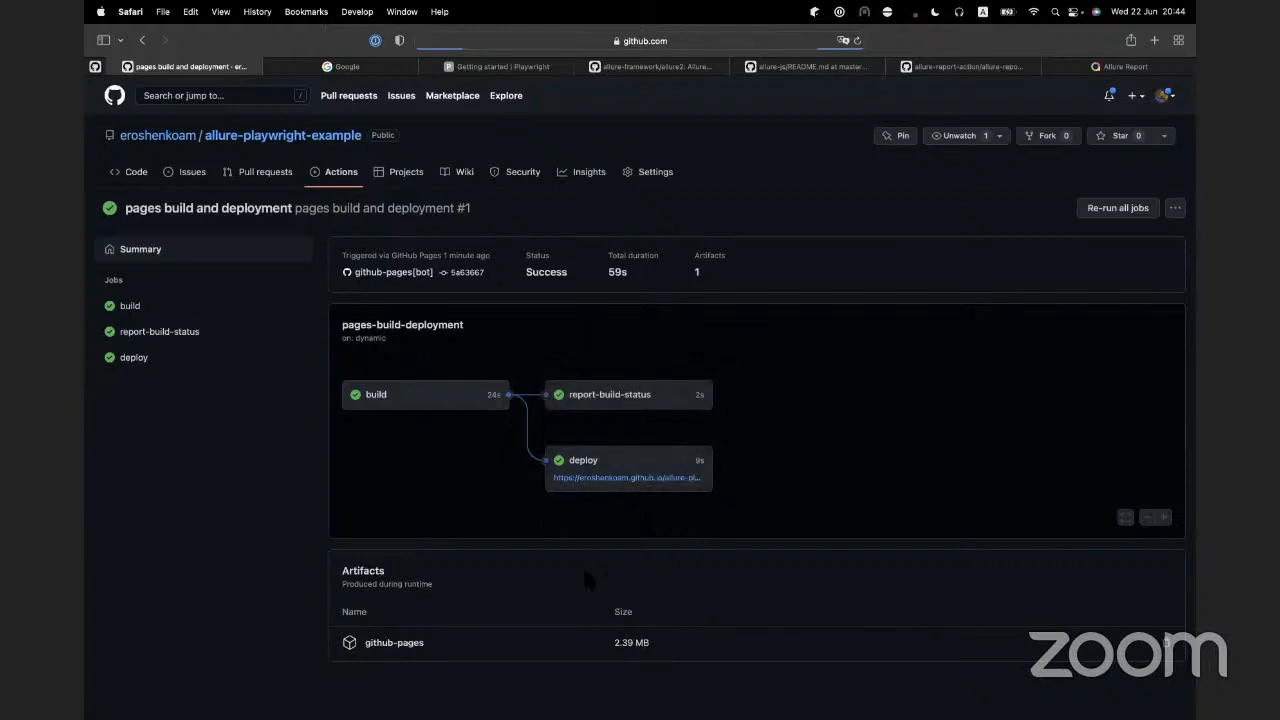 Safari File Edit View History Bookmarks Develop Window Help
A
Wed 22 Jun 20:44
github.com
pages build and deployment - er...
Google
Getting started | Playwright
allure-framework/allure2: Allure...
allure-js/README.md at master...
allure-report-action/allure-repo...
Allure Report
Search or jump to... /
Pull requests Issues Marketplace Explore
eroshenkoam / allure-playwright-example Public
Pin
Unwatch 1
Fork 0
Star 0
Code Issues Pull requests Actions Projects Wiki Security Insights Settings
pages build and deployment pages build and deployment #1
Re-run all jobs
Summary
Jobs
build
report-build-status
deploy
Triggered via GitHub Pages 1 minute ago
github-pages[bot] 5a63667
Status
Success
Total duration
59s
Artifacts
1
pages-build-deployment
on: dynamic
build 24s
report-build-status 2s
deploy 9s
https://eroshenkoam.github.io/allure-pl...
Artifacts
Produced during runtime
Name Size
github-pages 2.39 MB
zoom